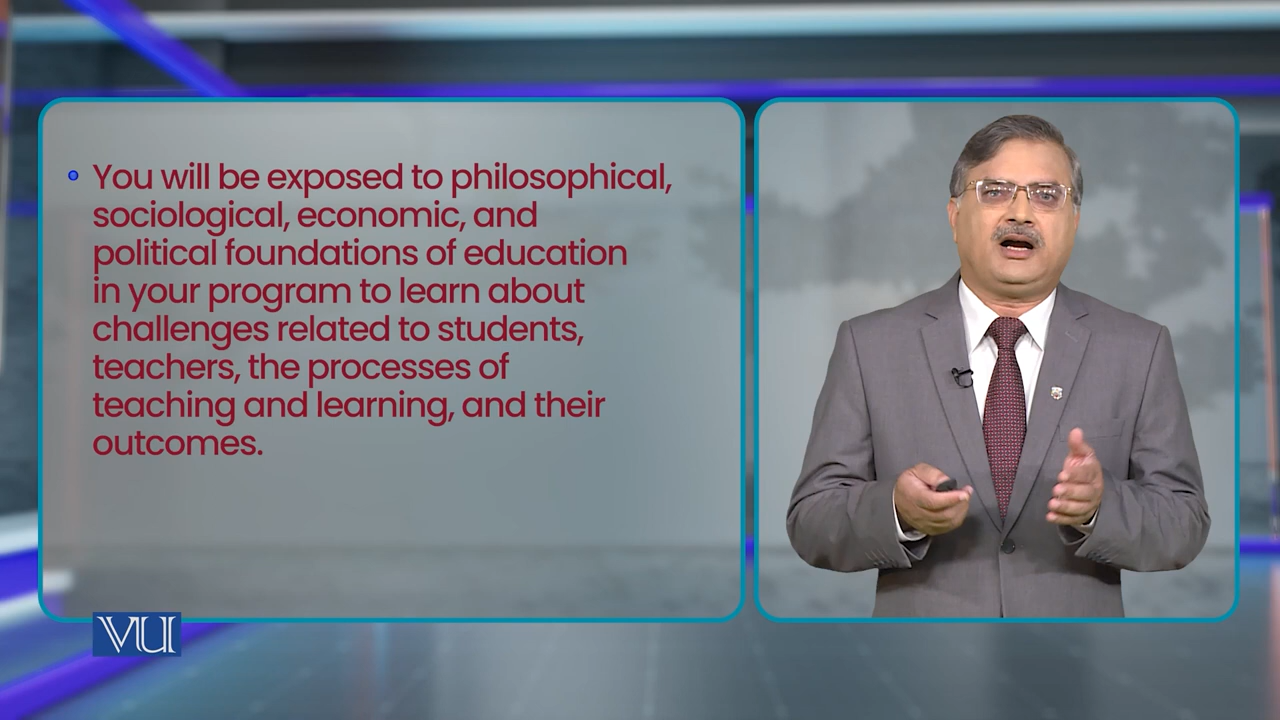 You will be exposed to philosophical,
sociological, economic, and
political foundations of education
in your program to learn about
challenges related to students,
teachers, the processes of
teaching and learning, and their
outcomes.
VU